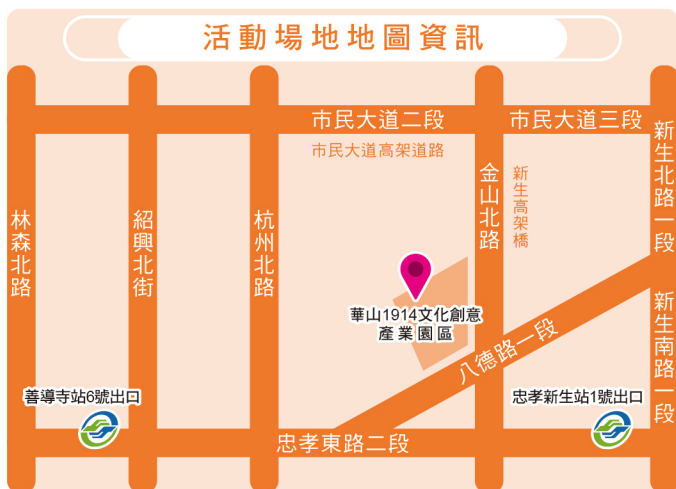 活動場地地圖資訊
市民大道二段
市民大道三段
市民大道高架道路
林森北路
紹興北街
杭州北路
金山北路
新生高架橋
新生北路一段
華山1914文化創意
產業園區
八德路一段
新生南路一段
善導寺站6號出口
忠孝新生站1號出口
忠孝東路二段